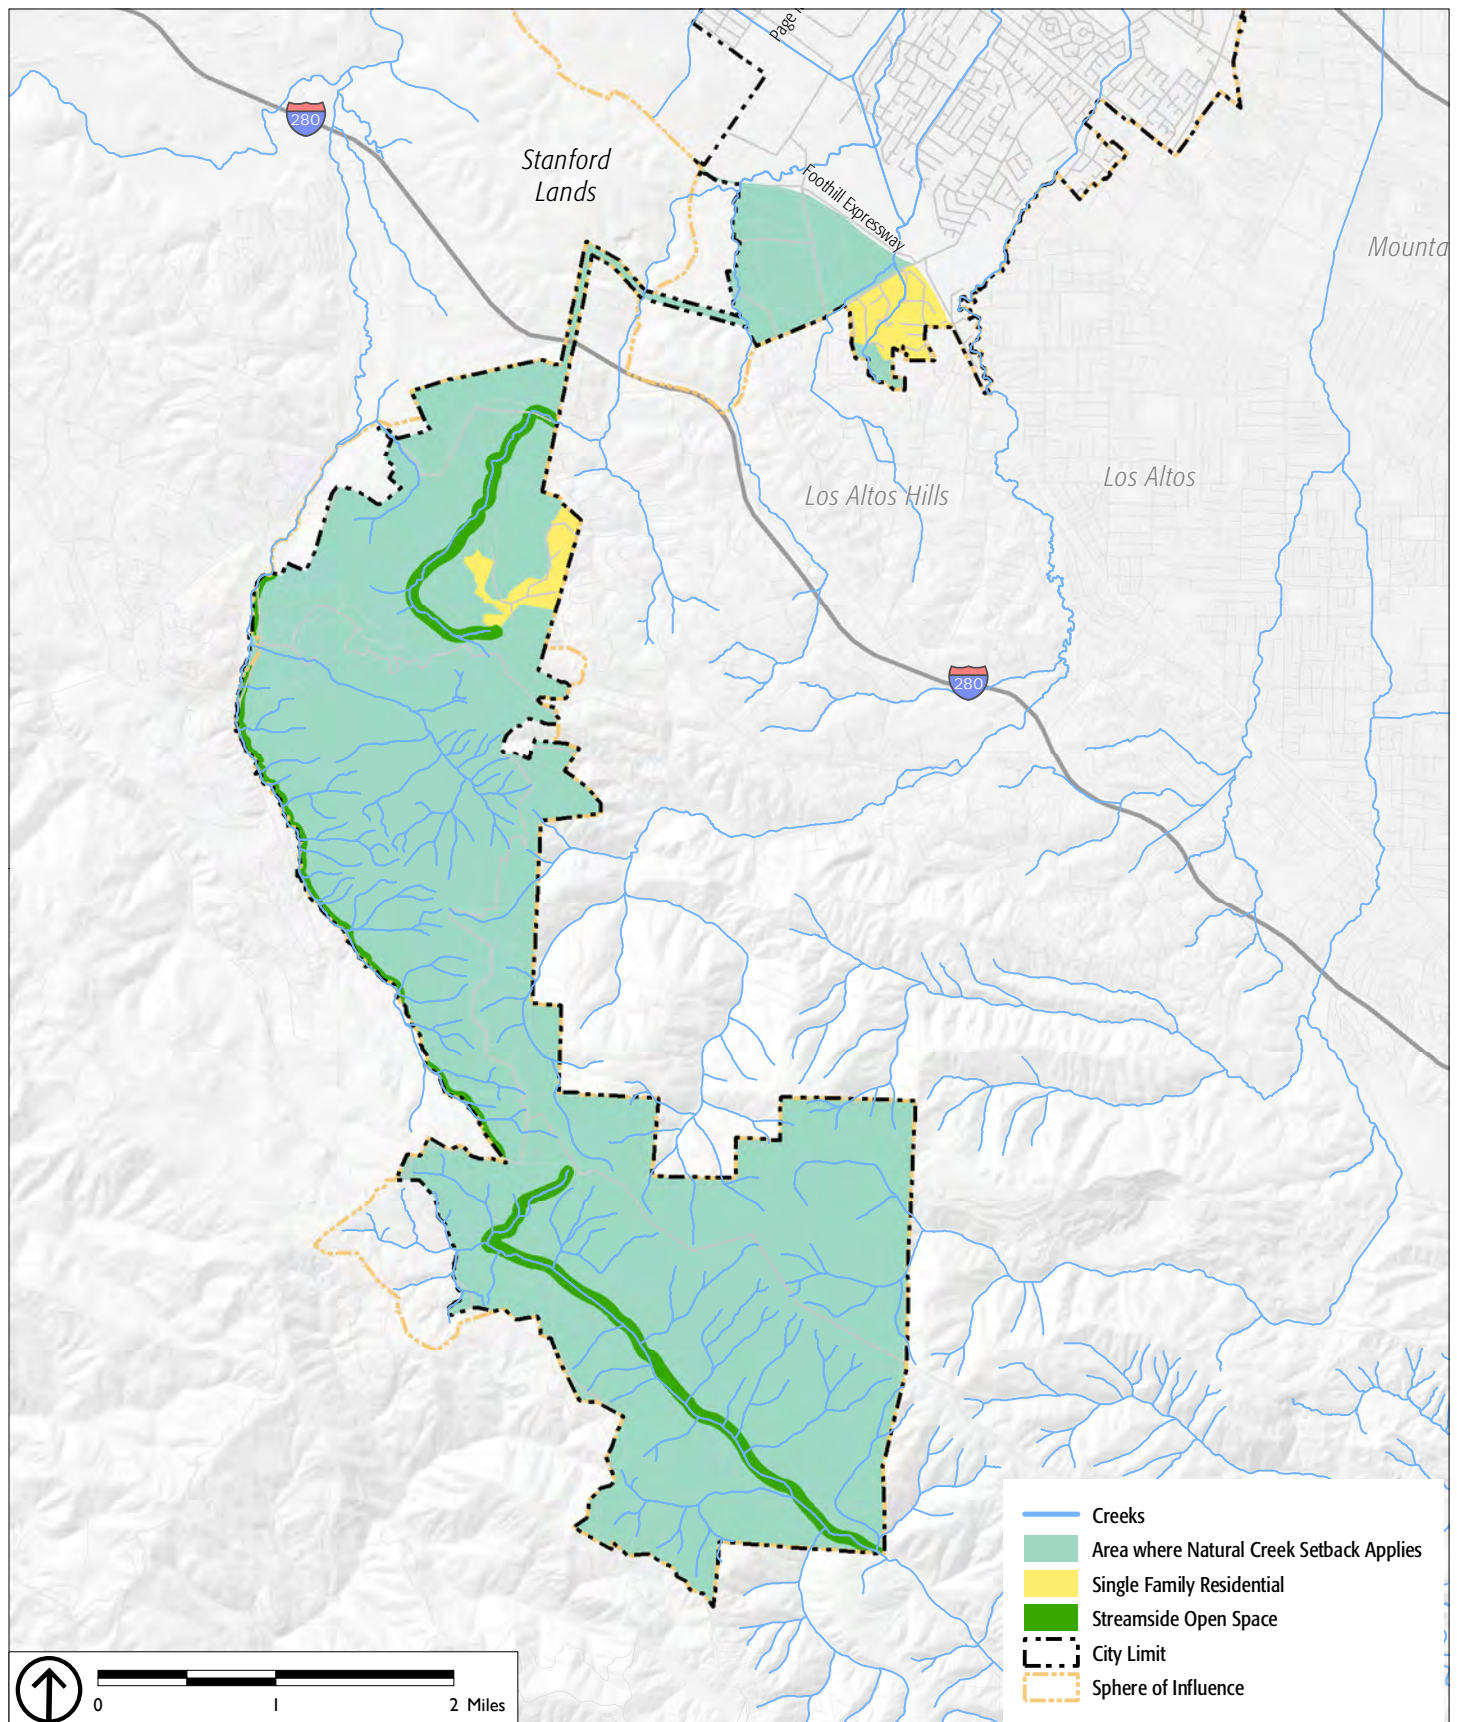 Page
280
Stanford
Lands
Foothill Expressway
Mounta
Los Altos Hills
Los Altos
280
Creeks
Area where Natural Creek Setback Applies
Single Family Residential
Streamside Open Space
City Limit
Sphere of Influence
0 1 2 Miles